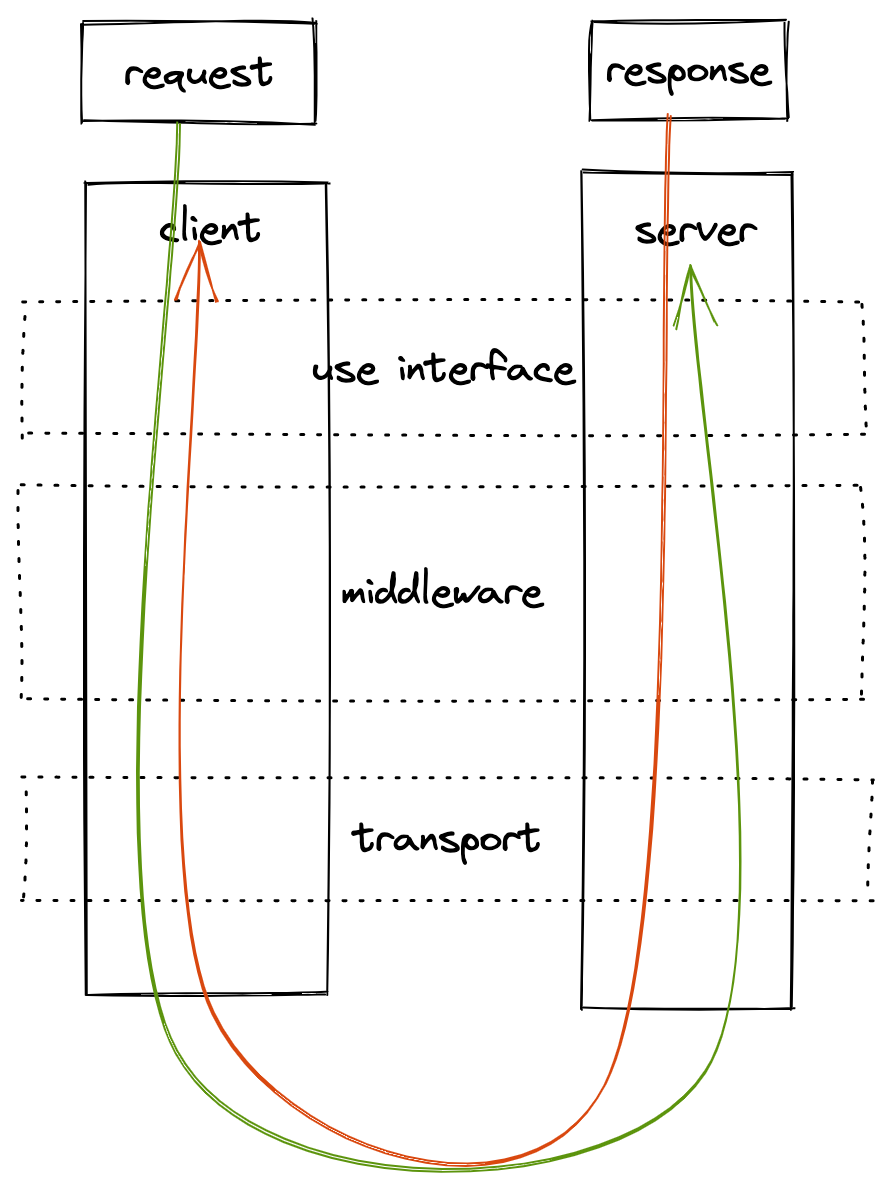 request
response
client
server
use interface
middleware
transport